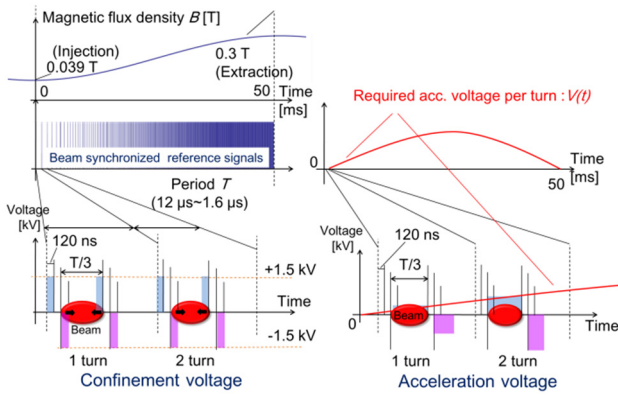 Magnetic flux density B [T]
(Injection)
0.039 T
0.3 T
(Extraction)
0
50
Time
[ms]
Beam synchronized reference signals
Period T
(12 μs~1.6 μs)
Voltage
[kV]
120 ns
T/3
+1.5 kV
Time
Beam
-1.5 kV
1 turn
2 turn
Confinement voltage
Required acc. voltage per turn : V(t)
0
Time
50
[ms]
Voltage
[kV]
120 ns
T/3
Beam
0
Time
1 turn
2 turn
Acceleration voltage